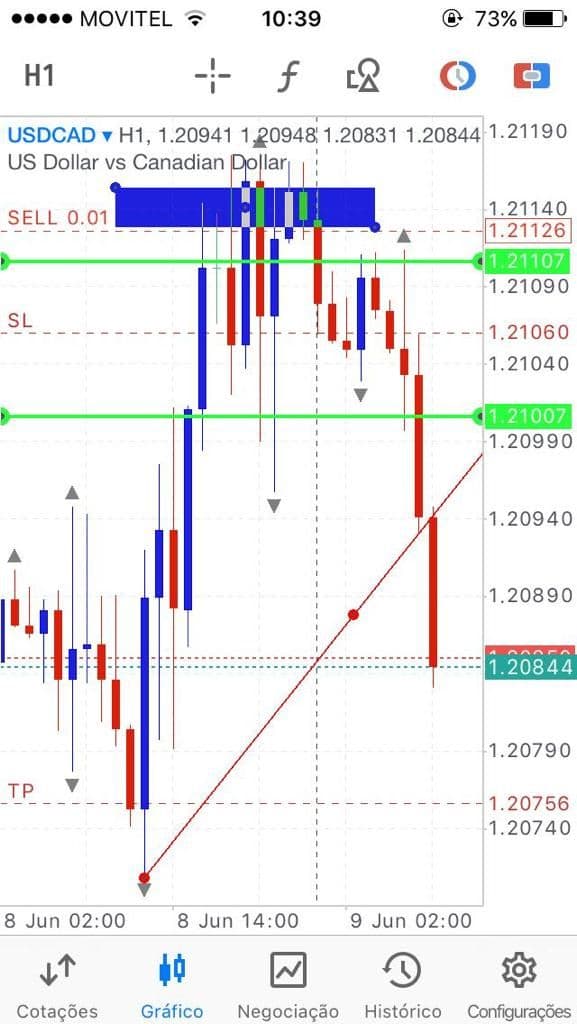 MOVITEL 10:39 73%
H1 f
USDCAD ▾ H1, 1.20941 1.20948 1.20831 1.20844
US Dollar vs Canadian Dollar
1.21190
1.21140
SELL 0.01 1.21126
1.21107
1.21090
SL 1.21060
1.21040
1.21007
1.20990
1.20940
1.20890
1.20844
1.20790
TP 1.20756
1.20740
8 Jun 02:00 8 Jun 14:00 9 Jun 02:00
Cotações Gráfico Negociação Histórico Configurações